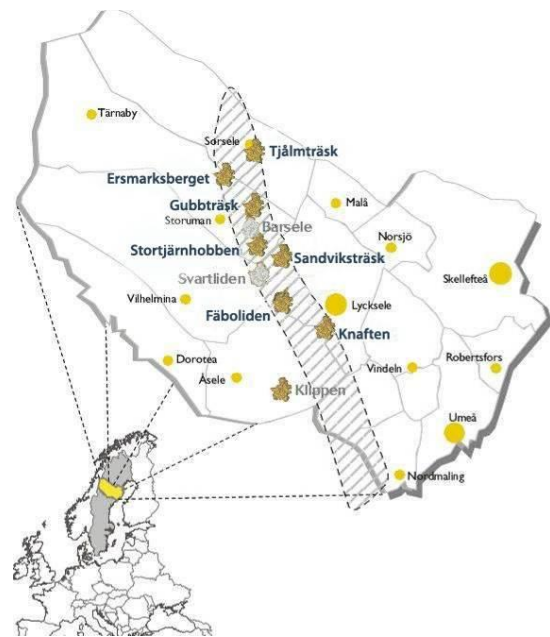 Tärnaby
Sorsele
Tjålmträsk
Ersmarksberget
Gubbträsk
Malå
Storuman
Barsele
Norsjö
Stortjärnhobben
Sandviksträsk
Skellefteå
Svartliden
Vilhelmina
Fäboliden
Lycksele
Knaften
Dorotea
Robertsfors
Vindeln
Åsele
Klippen
Umeå
Nordmaling